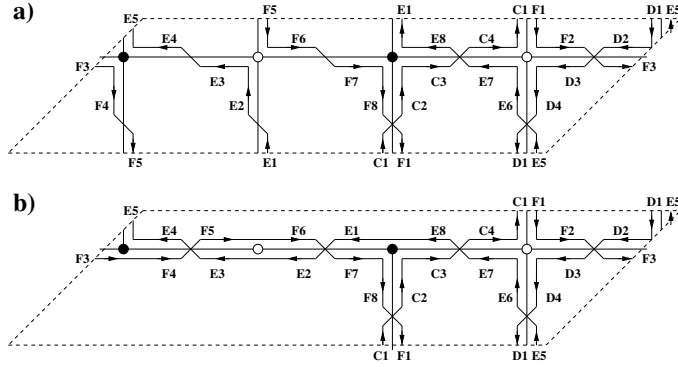 a)
F5 E1 C1 F1 D1
E5 E5
E4 F6 E8 C4 F2 D2
F3 E3 F7 C3 E7 D3 F3
F4 E2 F8 C2 E6 D4
F5 E1 C1 F1 D1 E5
b)
C1 F1 D1
E5 E5
E4 F5 F6 E1 E8 C4 F2 D2
F3 F4 E3 E2 F7 C3 E7 D3 F3
F8 C2 E6 D4
C1 F1 D1 E5